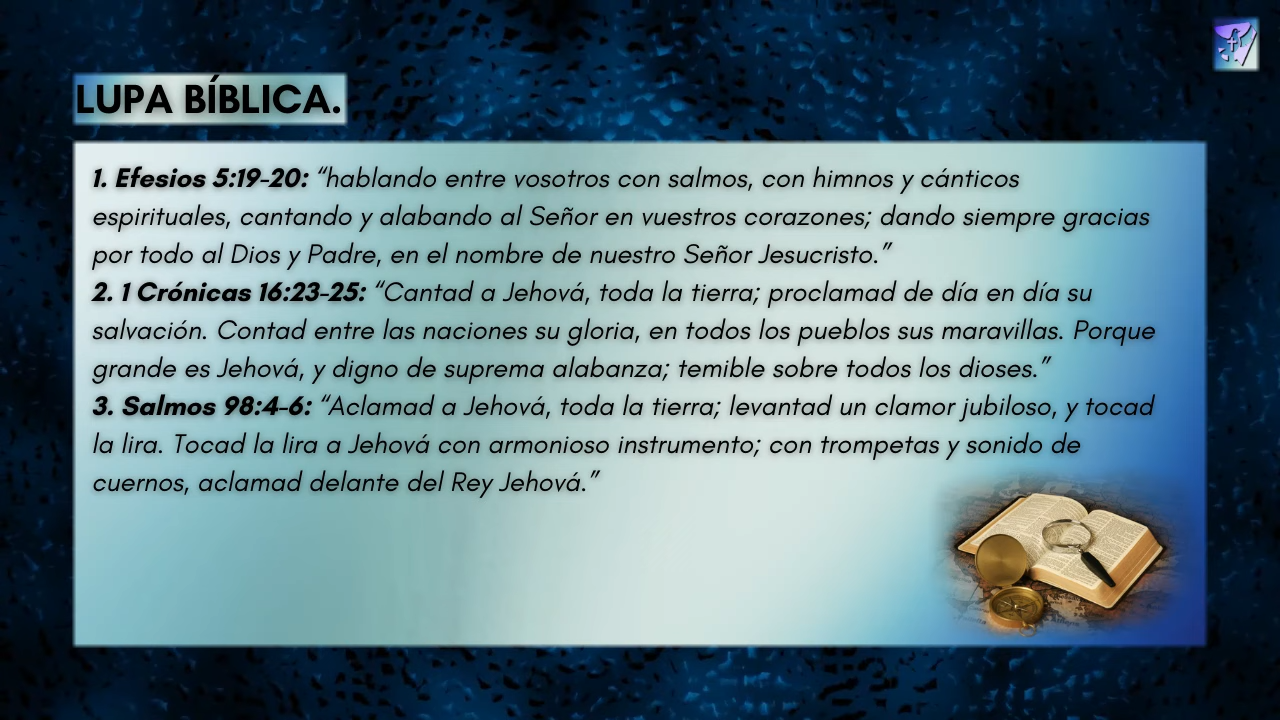 LUPA BÍBLICA.
1. Efesios 5:19-20: “hablando entre vosotros con salmos, con himnos y cánticos
espirituales, cantando y alabando al Señor en vuestros corazones; dando siempre gracias
por todo al Dios y Padre, en el nombre de nuestro Señor Jesucristo.”
2. 1 Crónicas 16:23-25: “Cantad a Jehová, toda la tierra; proclamad de día en día su
salvación. Contad entre las naciones su gloria, en todos los pueblos sus maravillas. Porque
grande es Jehová, y digno de suprema alabanza; temible sobre todos los dioses.”
3. Salmos 98:4-6: “Aclamad a Jehová, toda la tierra; levantad un clamor jubiloso, y tocad
la lira. Tocad la lira a Jehová con armonioso instrumento; con trompetas y sonido de
cuernos, aclamad delante del Rey Jehová.”